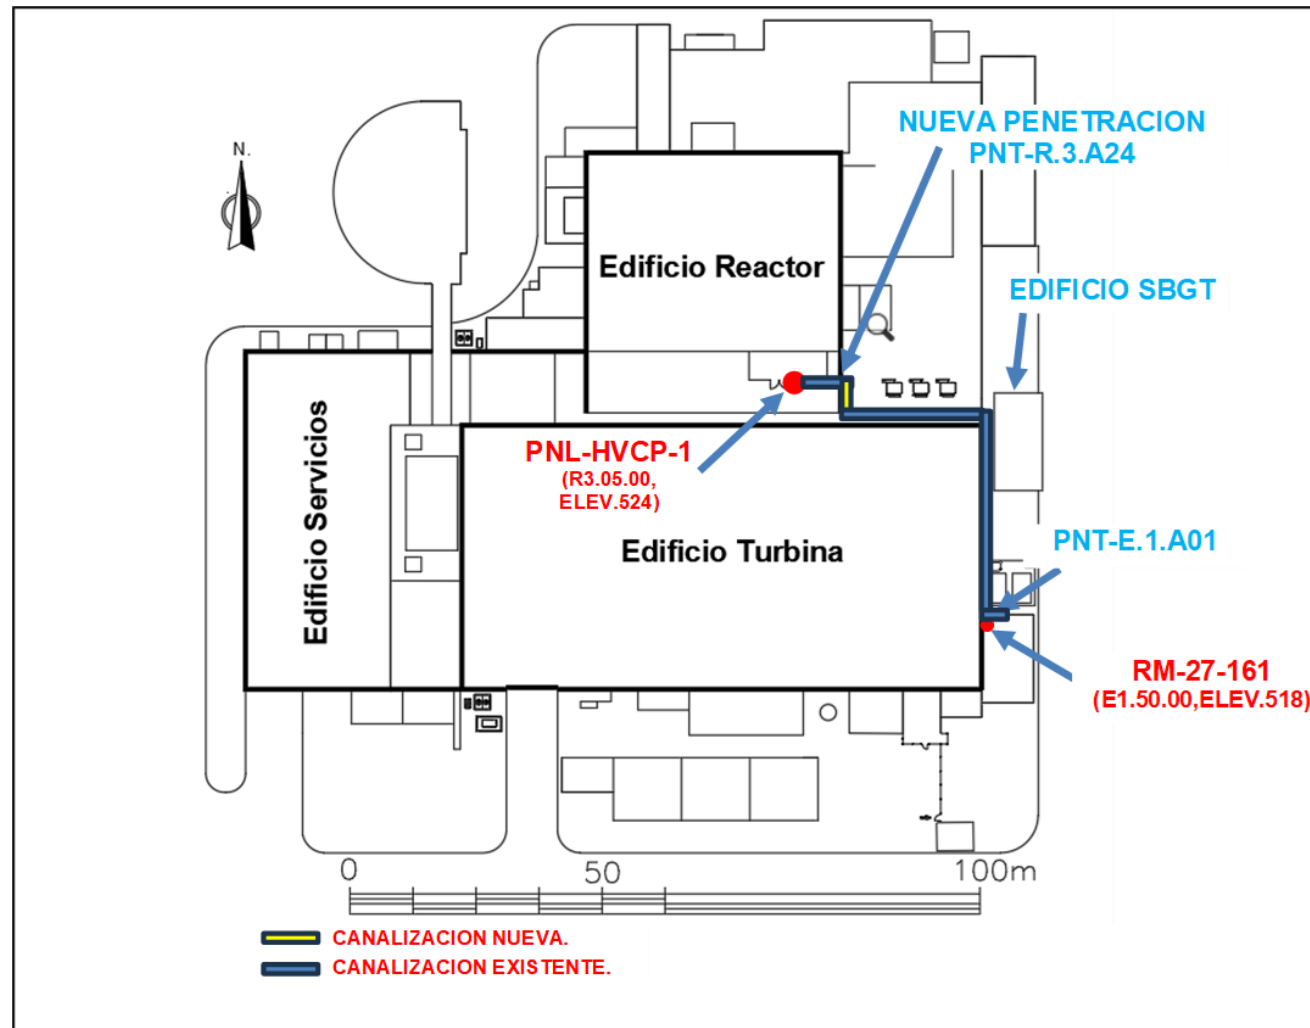 NUEVA PENETRACION
PNT-R.3.A24
N.
Edificio Reactor
EDIFICIO SBGT
PNL-HVCP-1
(R3.05.00,
ELEV.524)
Edificio Servicios
Edificio Turbina
PNT-E.1.A01
RM-27-161
(E1.50.00,ELEV.518)
0 50 100m
CANALIZACION NUEVA.
CANALIZACION EXISTENTE.